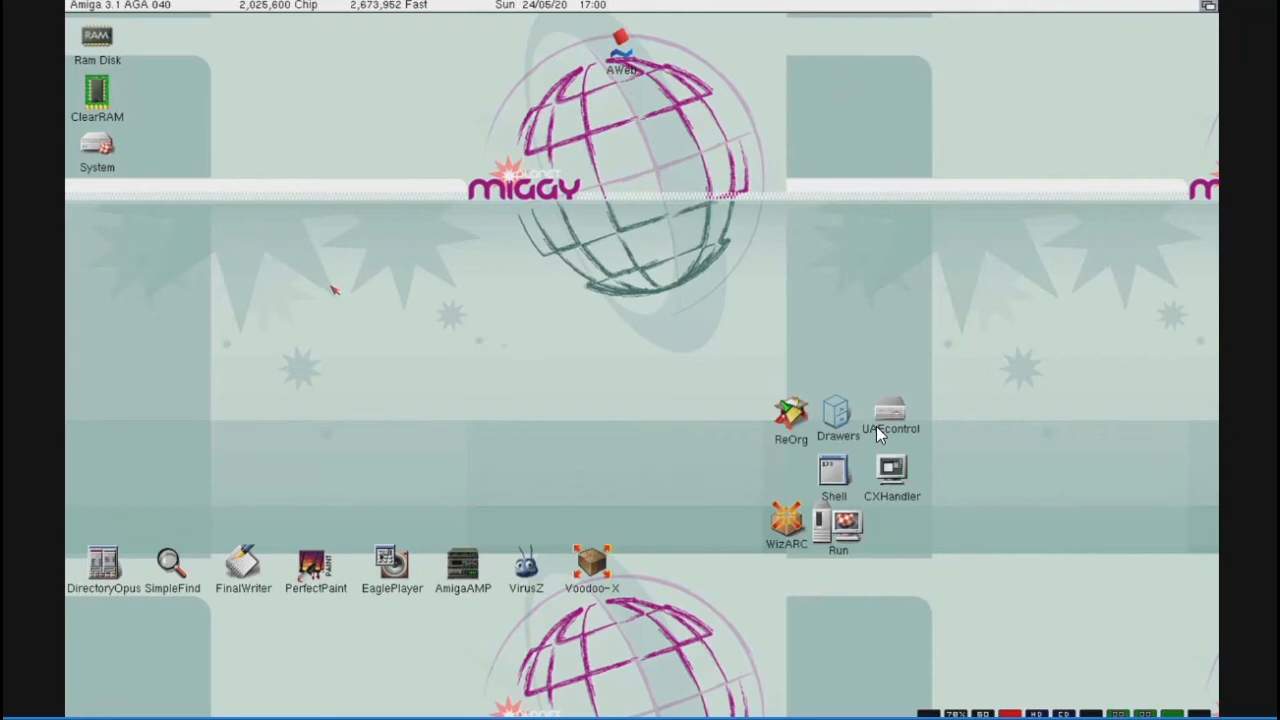 Amiga 3.1 AGA 040 2,025,600 Chip 2,673,952 Fast Sun 24/05/20 17:00
Ram Disk
AWeb
ClearRAM
System
PLANET
MIGGY
ReOrg
Drawers
UAEcontrol
Shell
CXHandler
WizARC
Run
DirectoryOpus
SimpleFind
FinalWriter
PerfectPaint
EaglePlayer
AmigaAMP
VirusZ
Voodoo-X